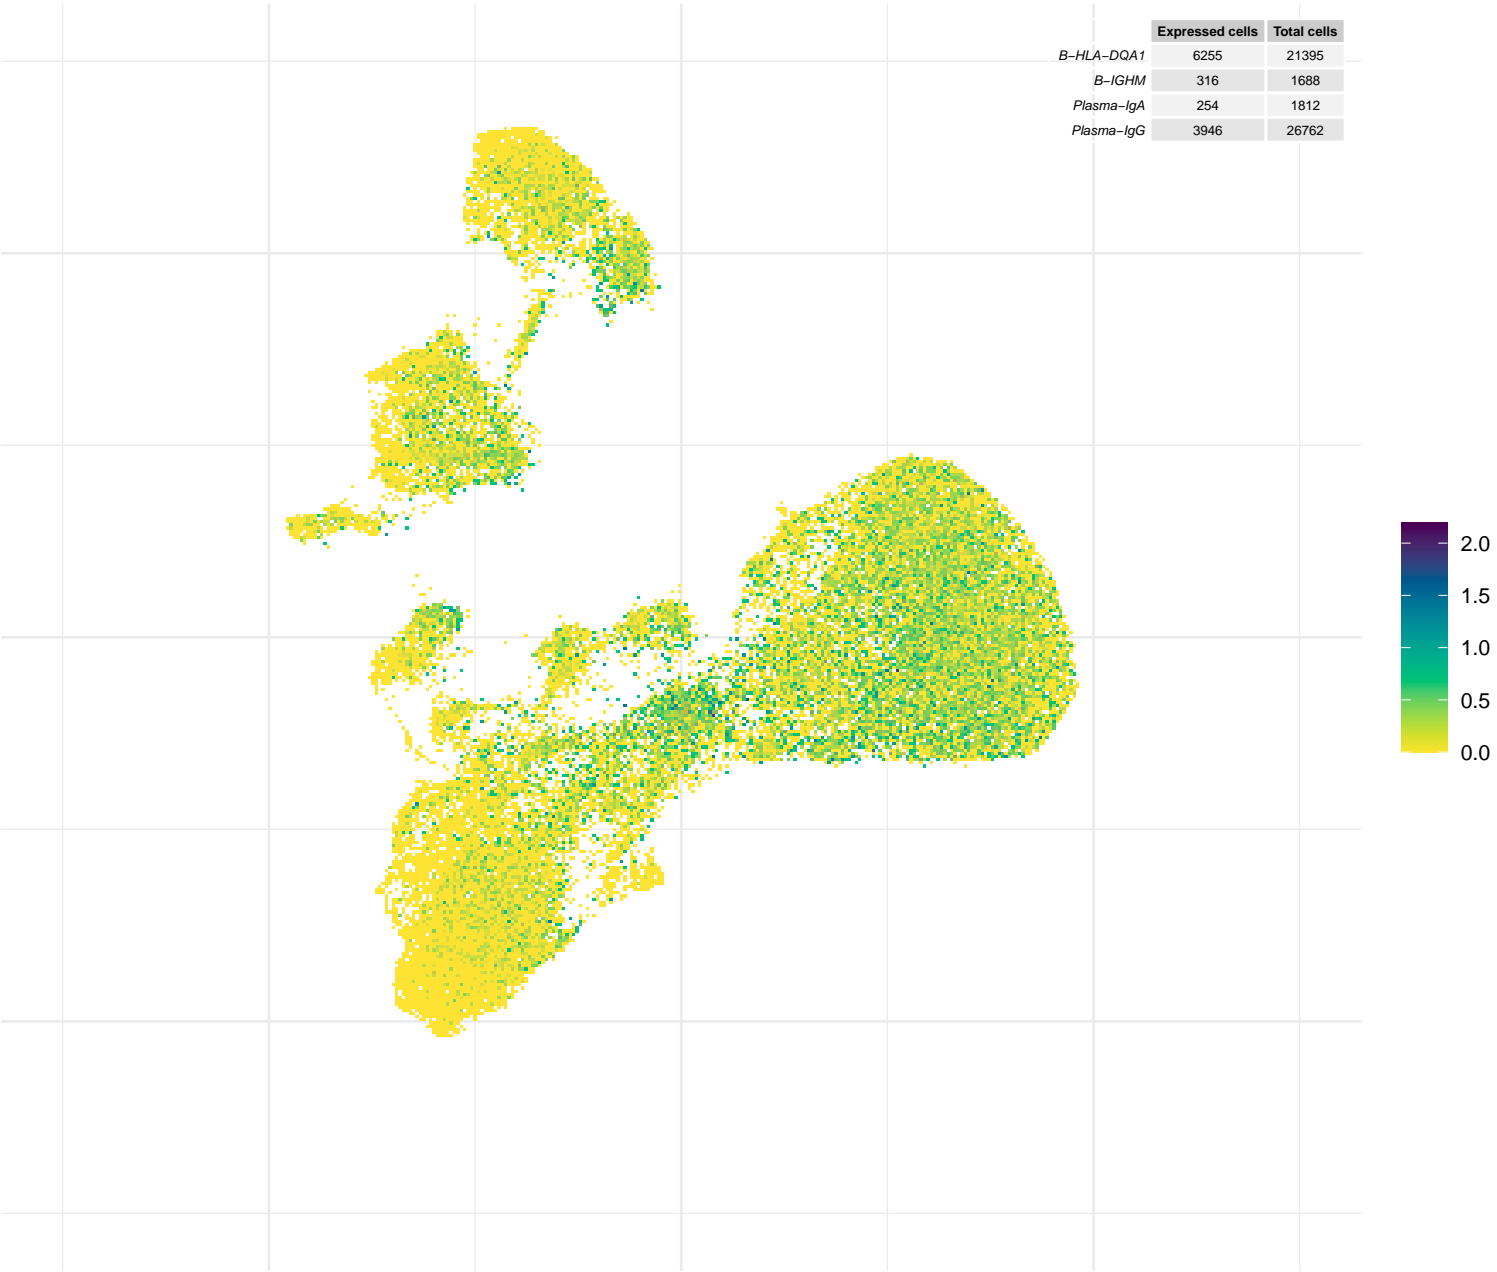 Expressed cells Total cells
B−HLA−DQA1 6255 21395
B−IGHM 316 1688
Plasma−IgA 254 1812
Plasma−IgG 3946 26762
2.0
1.5
1.0
0.5
0.0